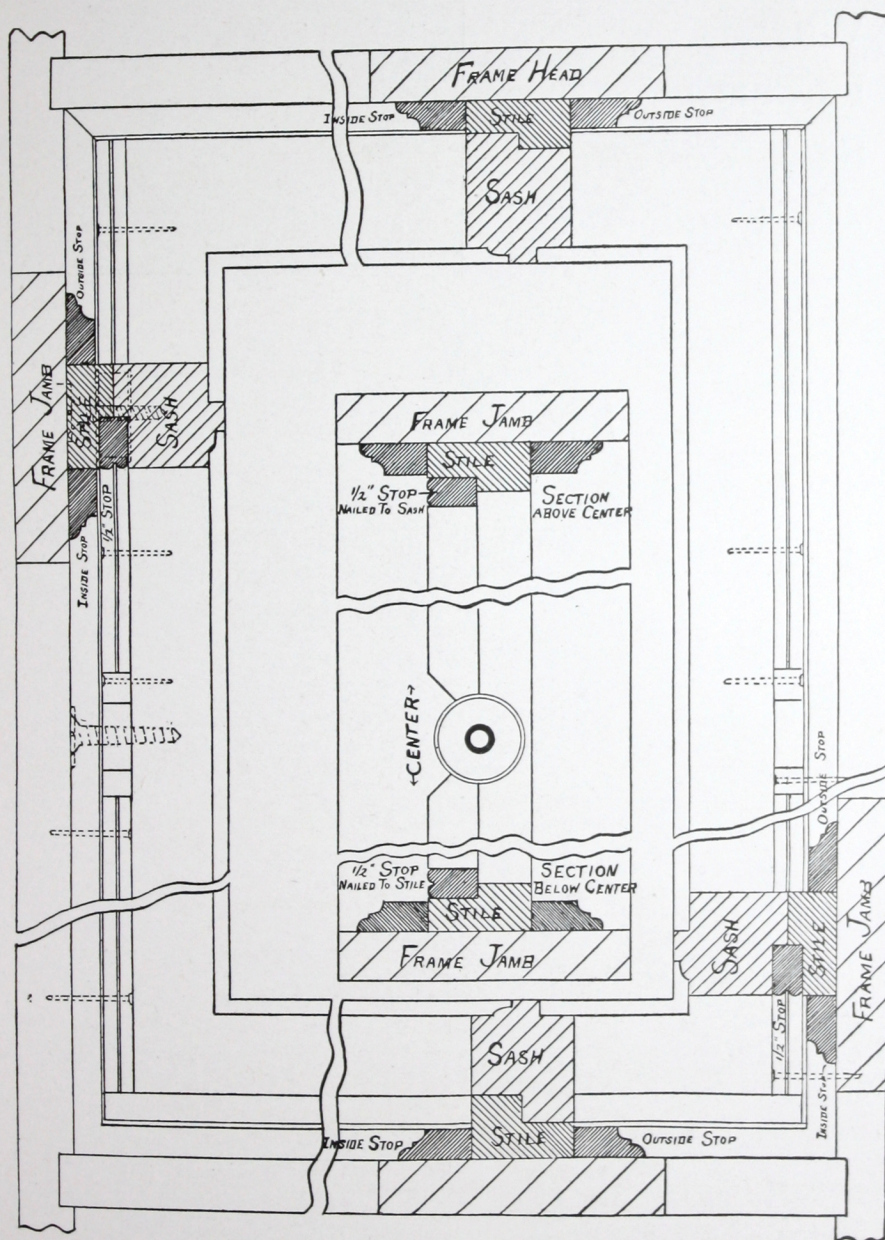 FRAME HEAD
INSIDE STOP
STILE
OUTSIDE STOP
SASH
OUTSIDE STOP
FRAME JAMB
STILE
SASH
1/2" STOP
INSIDE STOP
FRAME JAMB
STILE
1/2" STOP
NAILED TO SASH
SECTION
ABOVE CENTER
CENTER
1/2" STOP
NAILED TO STILE
SECTION
BELOW CENTER
STILE
FRAME JAMB
OUTSIDE STOP
SASH
STILE
FRAME JAMB
1/2" STOP
INSIDE STOP
SASH
INSIDE STOP
STILE
OUTSIDE STOP